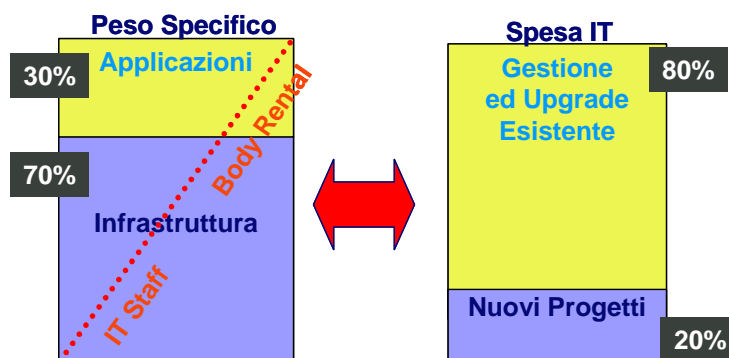 Peso Specifico
30%
Applicazioni
70%
Body Rental
Infrastruttura
IT Staff
Spesa IT
80%
Gestione
ed Upgrade
Esistente
Nuovi Progetti
20%